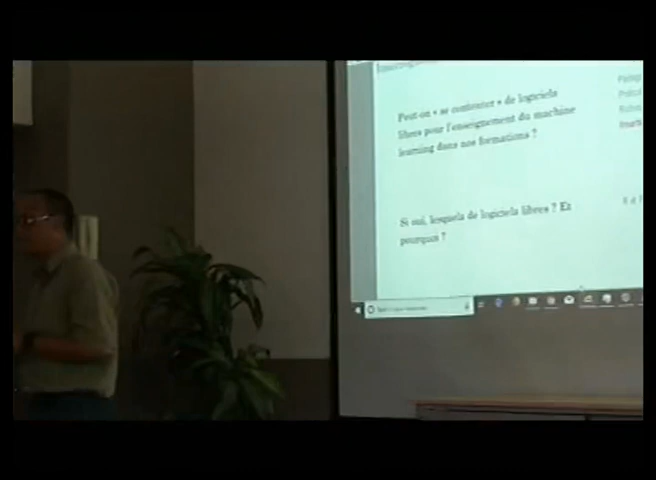 Peut-on « se contenter » de logiciels
libres pour l'enseignement du machine
learning dans nos formations ?
Si oui, lesquels de logiciels libres ? Et
pourquoi ?